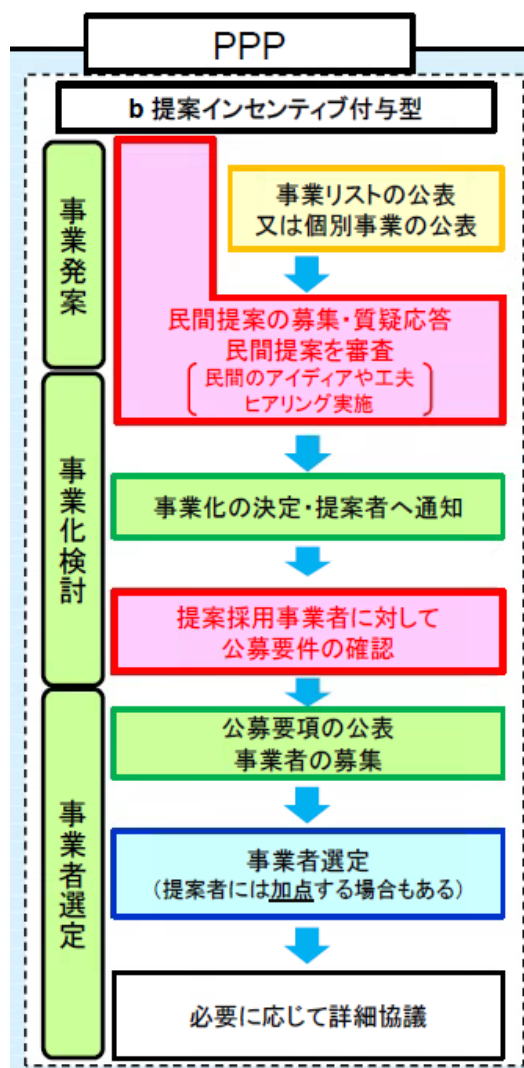 PPP
b 提案インセンティブ付与型
事業発案
事業リストの公表
又は個別事業の公表
民間提案の募集・質疑応答
民間提案を審査
民間のアイディアや工夫
ヒアリング実施
事業化検討
事業化の決定・提案者へ通知
提案採用事業者に対して
公募要件の確認
事業者選定
公募要項の公表
事業者の募集
事業者選定
（提案者には加点する場合もある）
必要に応じて詳細協議